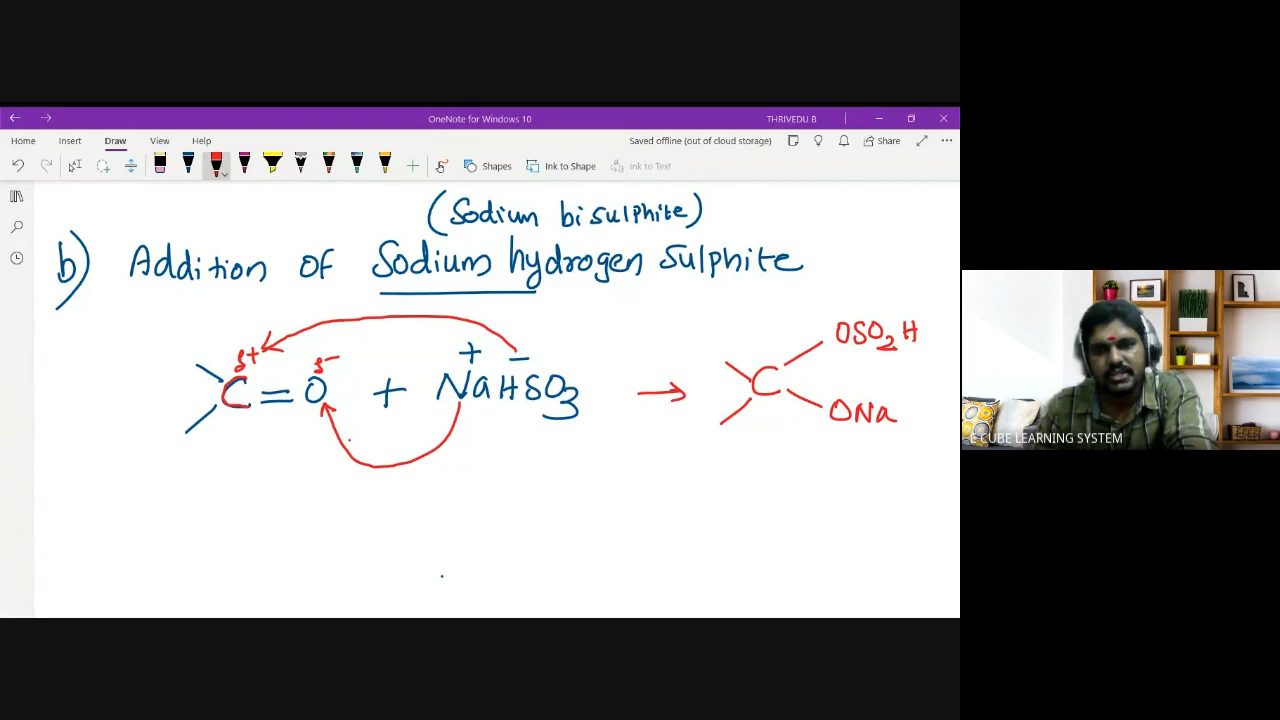 OneNote for Windows 10
THRIVEDU B
Home Insert Draw View Help
Saved offline (out of cloud storage)
Share
Shapes
Ink to Shape
Ink to Text
(Sodium bisulphite)
b) Addition of Sodium hydrogen sulphite
C = O + NaHSO3 → C
δ+ δ- + -
OSO2H
ONa
E CUBE LEARNING SYSTEM